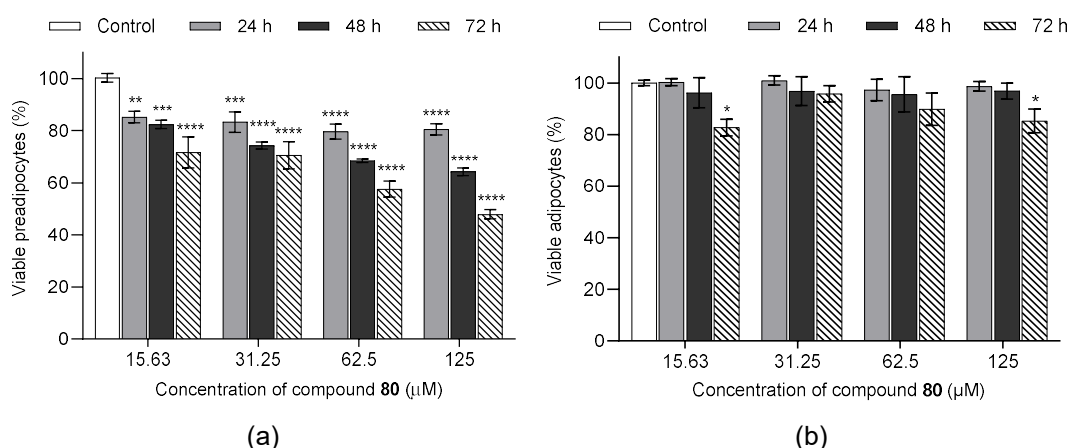 Control 24 h 48 h 72 h
Viable preadipocytes (%)
100
80
60
40
20
0
** *** ****
*** **** ****
**** **** ****
**** **** ****
15.63 31.25 62.5 125
Concentration of compound 80 (μM)
(a)
Control 24 h 48 h 72 h
Viable adipocytes (%)
100
80
60
40
20
0
*
*
15.63 31.25 62.5 125
Concentration of compound 80 (µM)
(b)